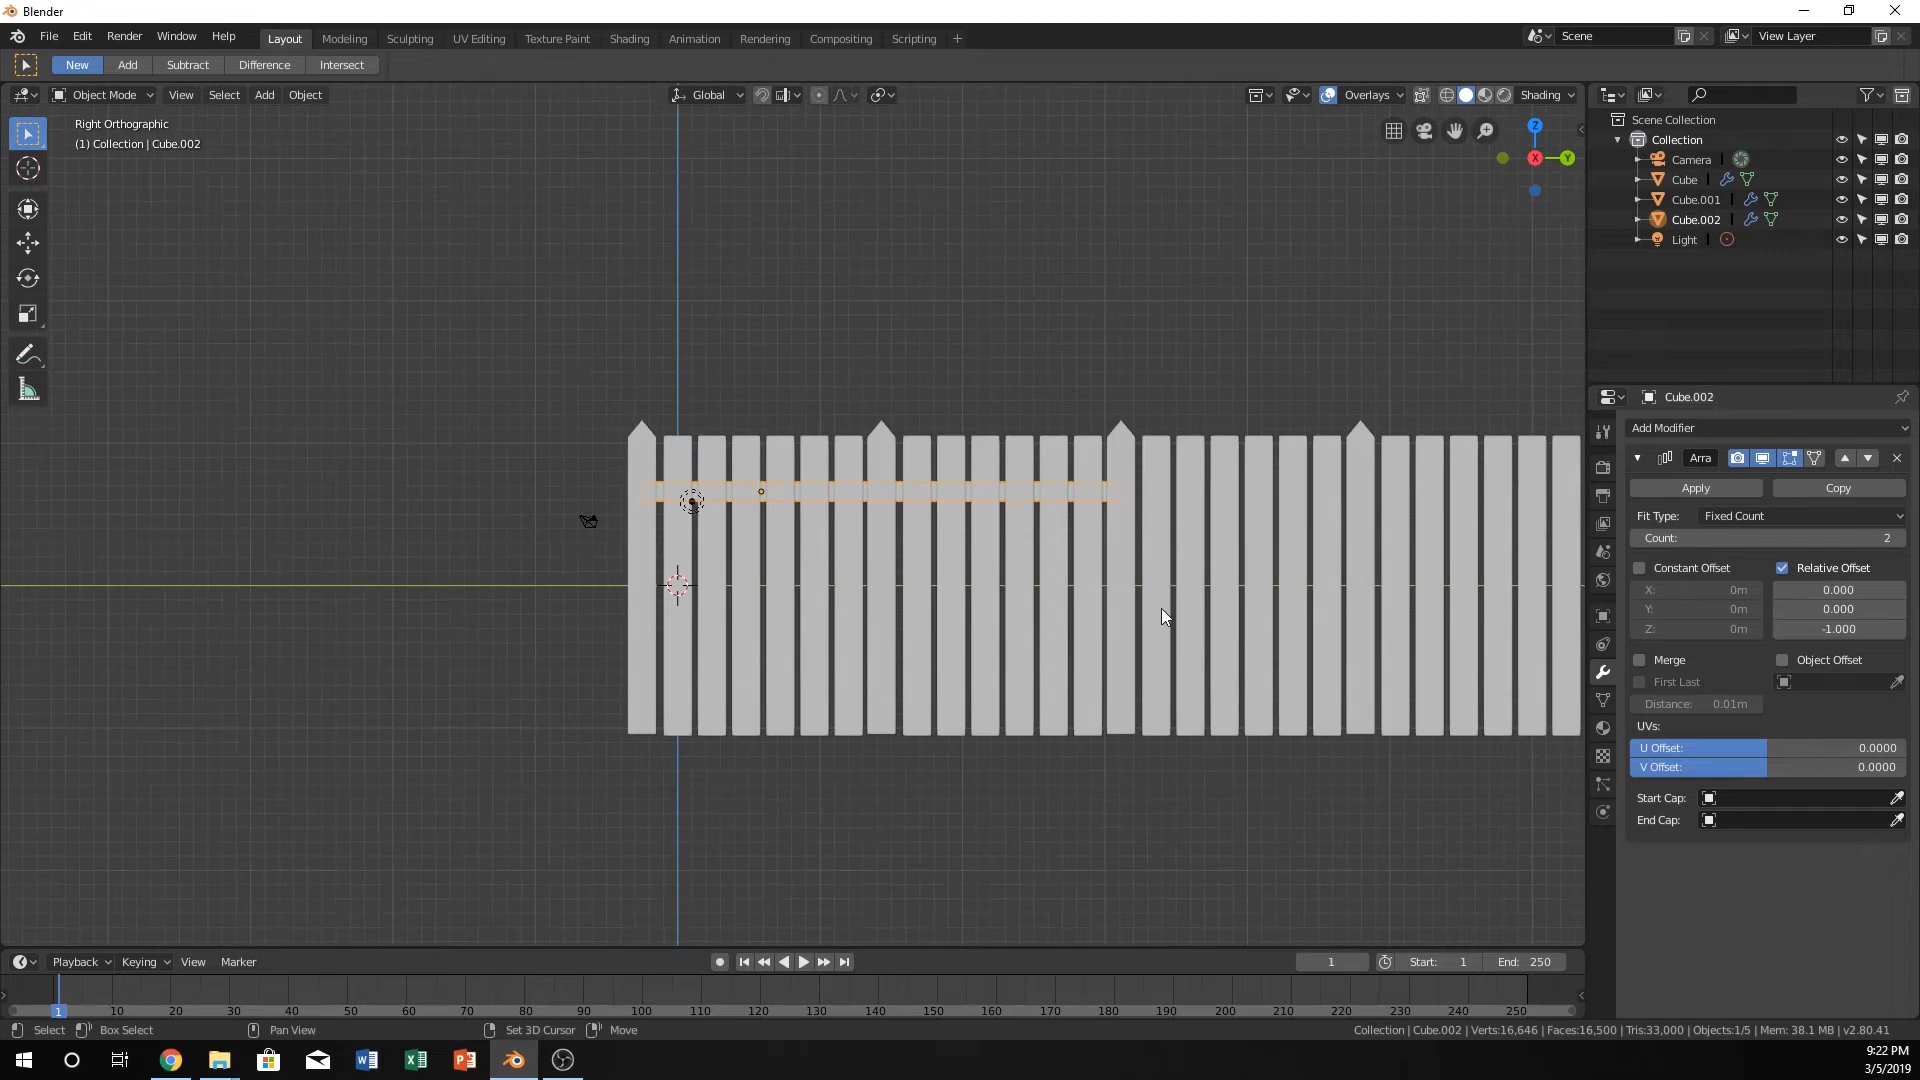 Blender
File Edit Render Window Help Layout Modeling Sculpting UV Editing Texture Paint Shading Animation Rendering Compositing Scripting + Scene View Layer
New Add Subtract Difference Intersect
Object Mode View Select Add Object Global Overlays Shading
Right Orthographic
(1) Collection | Cube.002
Z
X
Y
Scene Collection
Collection
Camera
Cube
Cube.001
Cube.002
Light
Cube.002
Add Modifier
Arra
Apply Copy
Fit Type: Fixed Count
Count: 2
Constant Offset Relative Offset
X: 0m 0.000
Y: 0m 0.000
Z: 0m -1.000
Merge Object Offset
First Last
Distance: 0.01m
UVs:
U Offset: 0.0000
V Offset: 0.0000
Start Cap:
End Cap:
Playback Keying View Marker 1 Start: 1 End: 250
1 10 20 30 40 50 60 70 80 90 100 110 120 130 140 150 160 170 180 190 200 210 220 230 240 250
Select Box Select Pan View Set 3D Cursor Move Collection | Cube.002 | Verts:16,646 | Faces:16,500 | Tris:33,000 | Objects:1/5 | Mem: 38.1 MB | v2.80.41
9:22 PM
3/5/2019